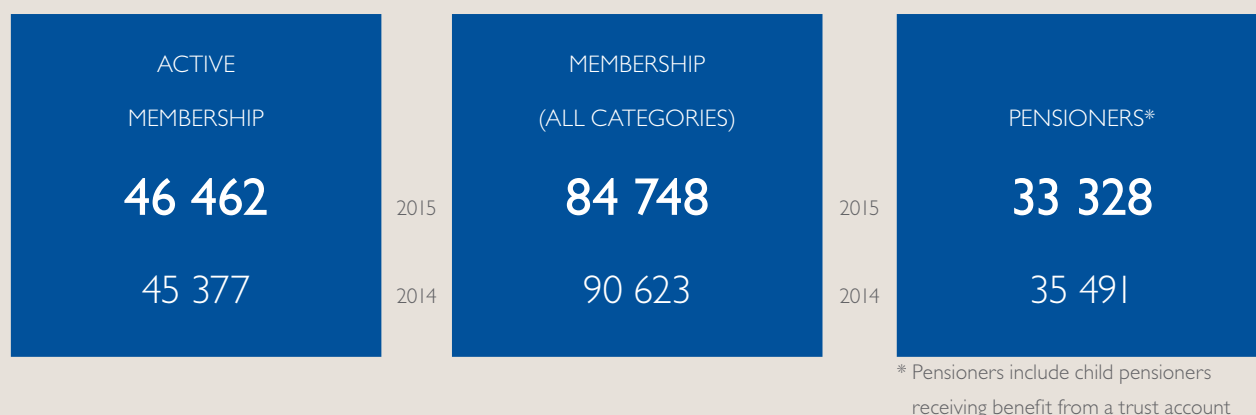 ACTIVE
MEMBERSHIP
46 462
45 377
2015
2014
MEMBERSHIP
(ALL CATEGORIES)
84 748
90 623
2015
2014
PENSIONERS*
33 328
35 491
* Pensioners include child pensioners
receiving benefit from a trust account